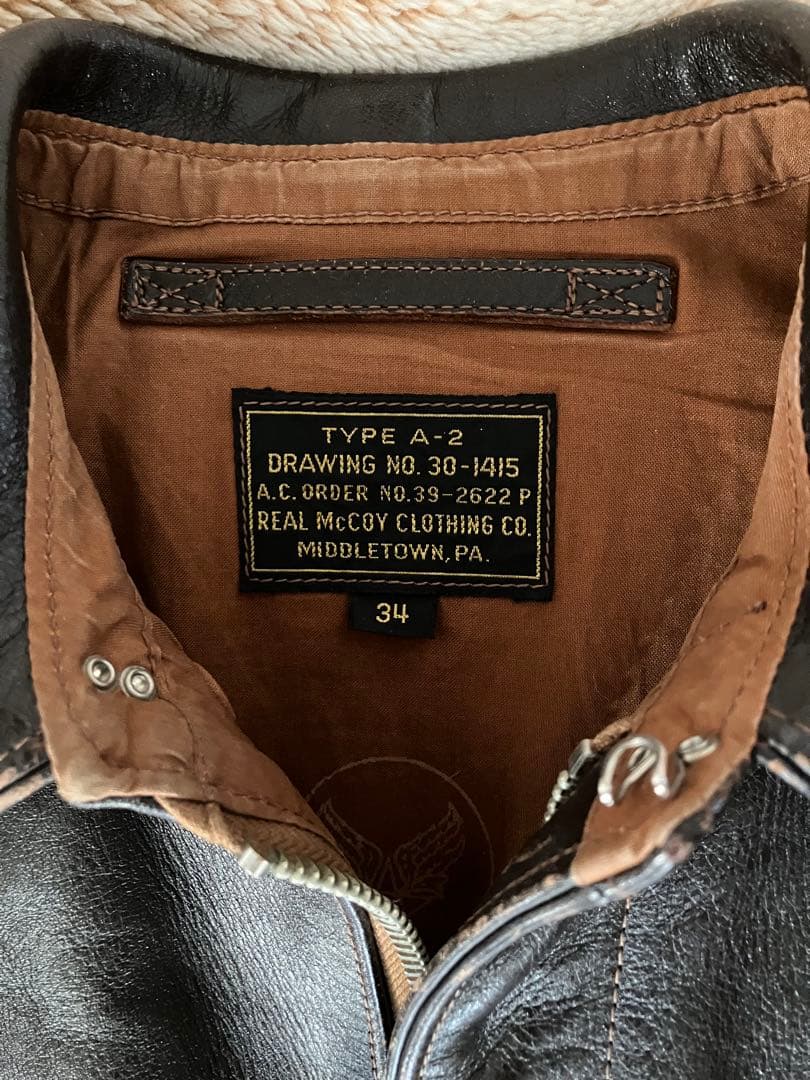 TYPE A-2
DRAWING NO. 30-1415
A.C. ORDER NO.39-2622 P
REAL McCOY CLOTHING CO.
MIDDLETOWN, PA.
34